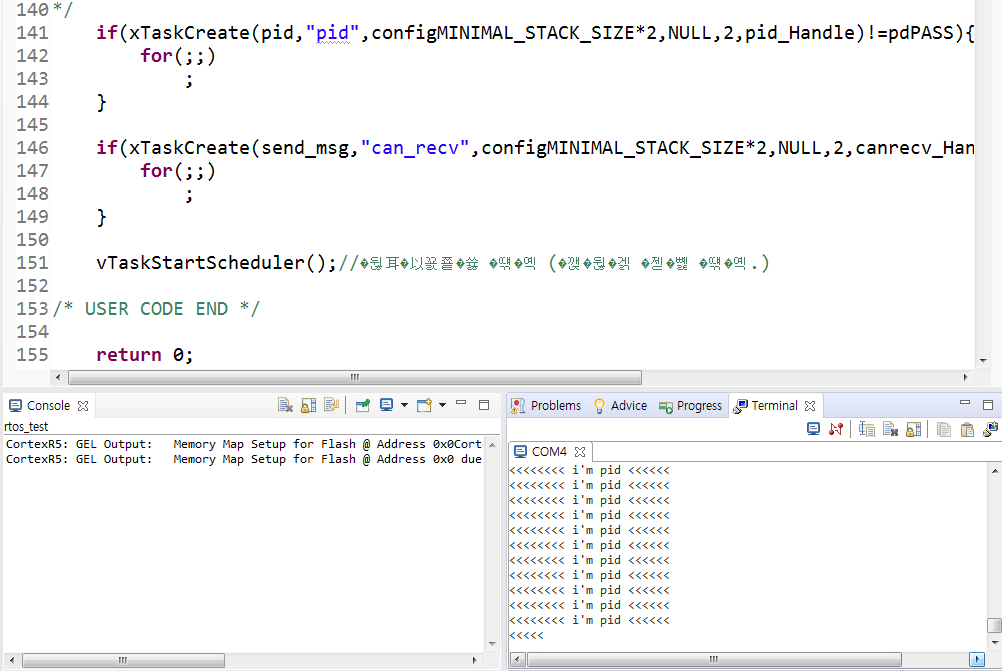 140 */
141 if(xTaskCreate(pid,"pid",configMINIMAL_STACK_SIZE*2,NULL,2,pid_Handle)!=pdPASS){
142 for(;;)
143 ;
144 }
145
146 if(xTaskCreate(send_msg,"can_recv",configMINIMAL_STACK_SIZE*2,NULL,2,canrecv_Han
147 for(;;)
148 ;
149 }
150
151 vTaskStartScheduler();//
152
153 /* USER CODE END */
154
155 return 0;
Console
rtos_test
CortexR5: GEL Output: Memory Map Setup for Flash @ Address 0x0Cort
CortexR5: GEL Output: Memory Map Setup for Flash @ Address 0x0 due
Problems Advice Progress Terminal
COM4
<<<<<<<< i'm pid <<<<<<
<<<<<<<< i'm pid <<<<<<
<<<<<<<< i'm pid <<<<<<
<<<<<<<< i'm pid <<<<<<
<<<<<<<< i'm pid <<<<<<
<<<<<<<< i'm pid <<<<<<
<<<<<<<< i'm pid <<<<<<
<<<<<<<< i'm pid <<<<<<
<<<<<<<< i'm pid <<<<<<
<<<<<<<< i'm pid <<<<<<
<<<<<<<< i'm pid <<<<<<
<<<<<